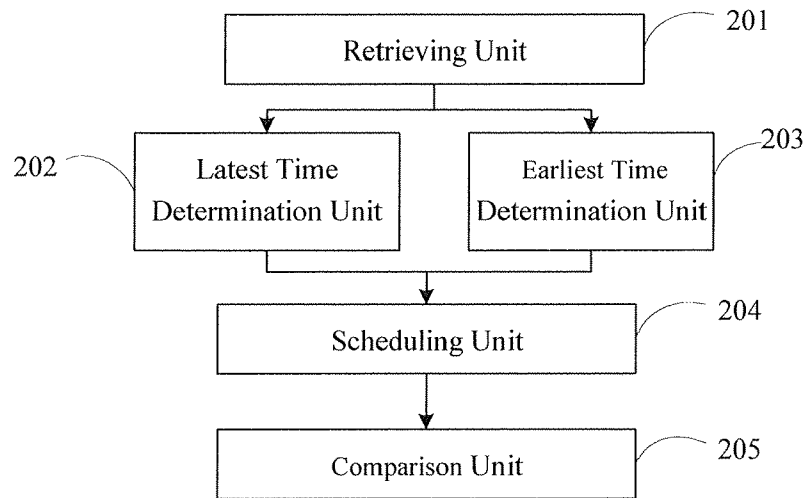 201
Retrieving Unit
202
Latest Time
Determination Unit
Earliest Time
Determination Unit
203
204
Scheduling Unit
205
Comparison Unit